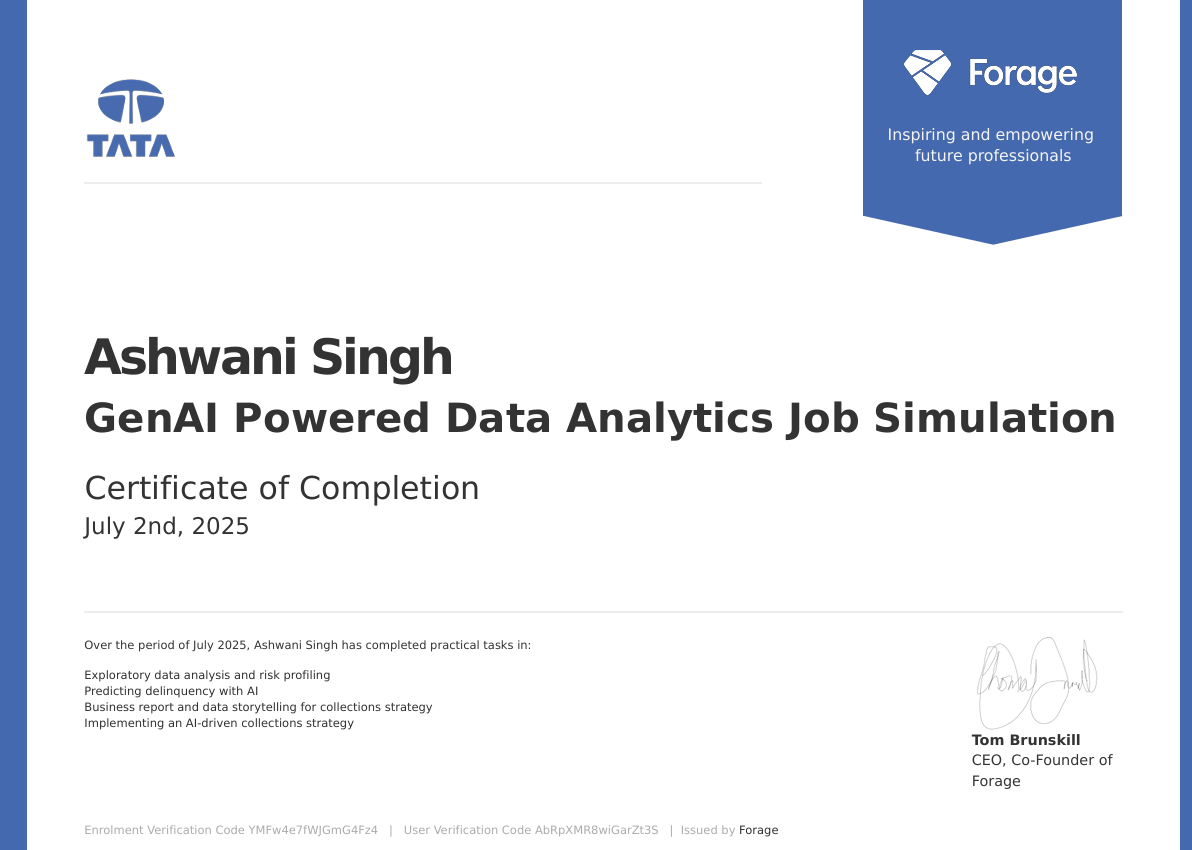 TATA
Forage
Inspiring and empowering
future professionals
Ashwani Singh
GenAI Powered Data Analytics Job Simulation
Certificate of Completion
July 2nd, 2025
Over the period of July 2025, Ashwani Singh has completed practical tasks in:
Exploratory data analysis and risk profiling
Predicting delinquency with AI
Business report and data storytelling for collections strategy
Implementing an AI-driven collections strategy
Tom Brunskill
CEO, Co-Founder of
Forage
Enrolment Verification Code YMFw4e7fWJGmG4Fz4 | User Verification Code AbRpXMR8wiGarZt3S | Issued by Forage